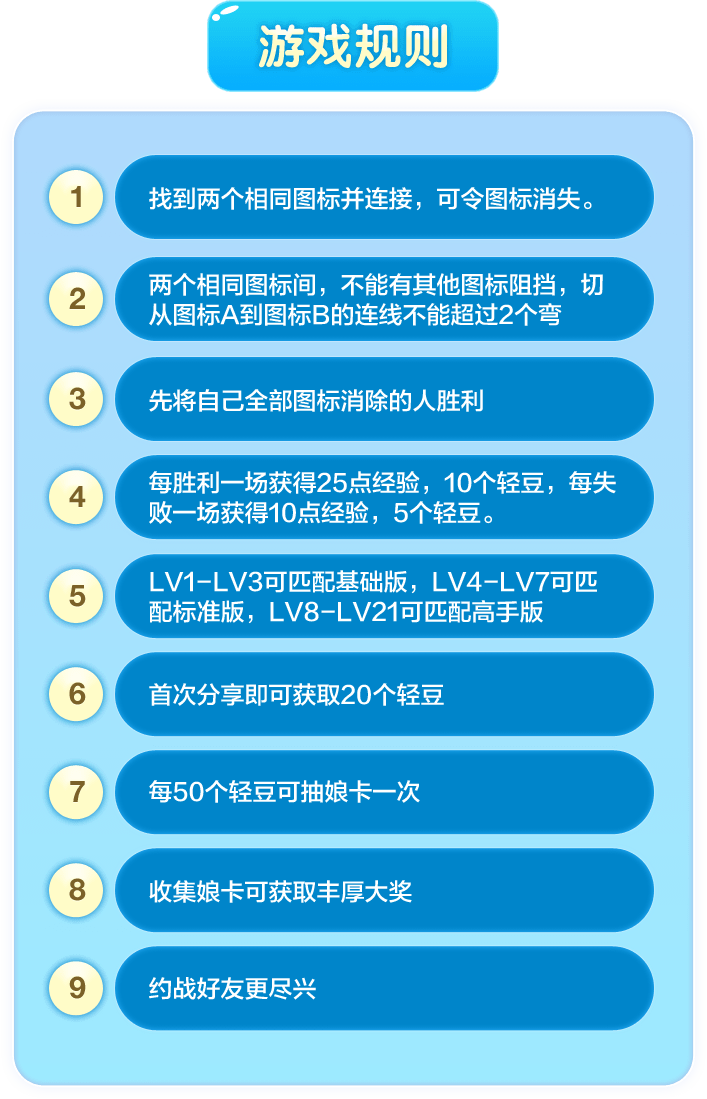 游戏规则
1
找到两个相同图标并连接，可令图标消失。
2
两个相同图标间，不能有其他图标阻挡，切
从图标A到图标B的连线不能超过2个弯
3
先将自己全部图标消除的人胜利
4
每胜利一场获得25点经验，10个轻豆，每失
败一场获得10点经验，5个轻豆。
5
LV1-LV3可匹配基础版，LV4-LV7可匹
配标准版，LV8-LV21可匹配高手版
6
首次分享即可获取20个轻豆
7
每50个轻豆可抽娘卡一次
8
收集娘卡可获取丰厚大奖
9
约战好友更尽兴